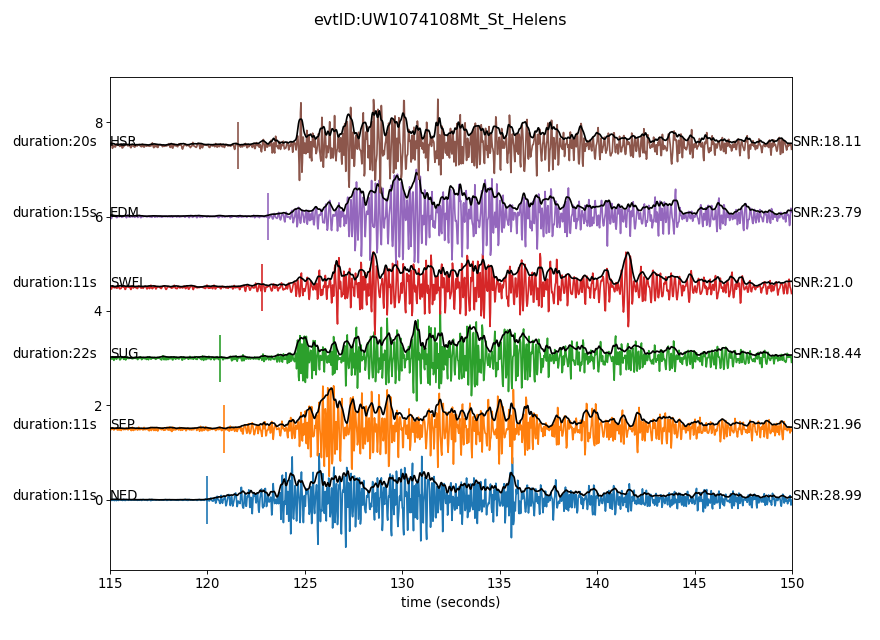 evtID:UW1074108Mt_St_Helens
8
duration:20s HSR SNR:18.11
duration:15s 6 EDM SNR:23.79
duration:11s SWFL SNR:21.0
4
duration:22s SUG SNR:18.44
2
duration:11s SEP SNR:21.96
duration:11s 0 NED SNR:28.99
115 120 125 130 135 140 145 150
time (seconds)